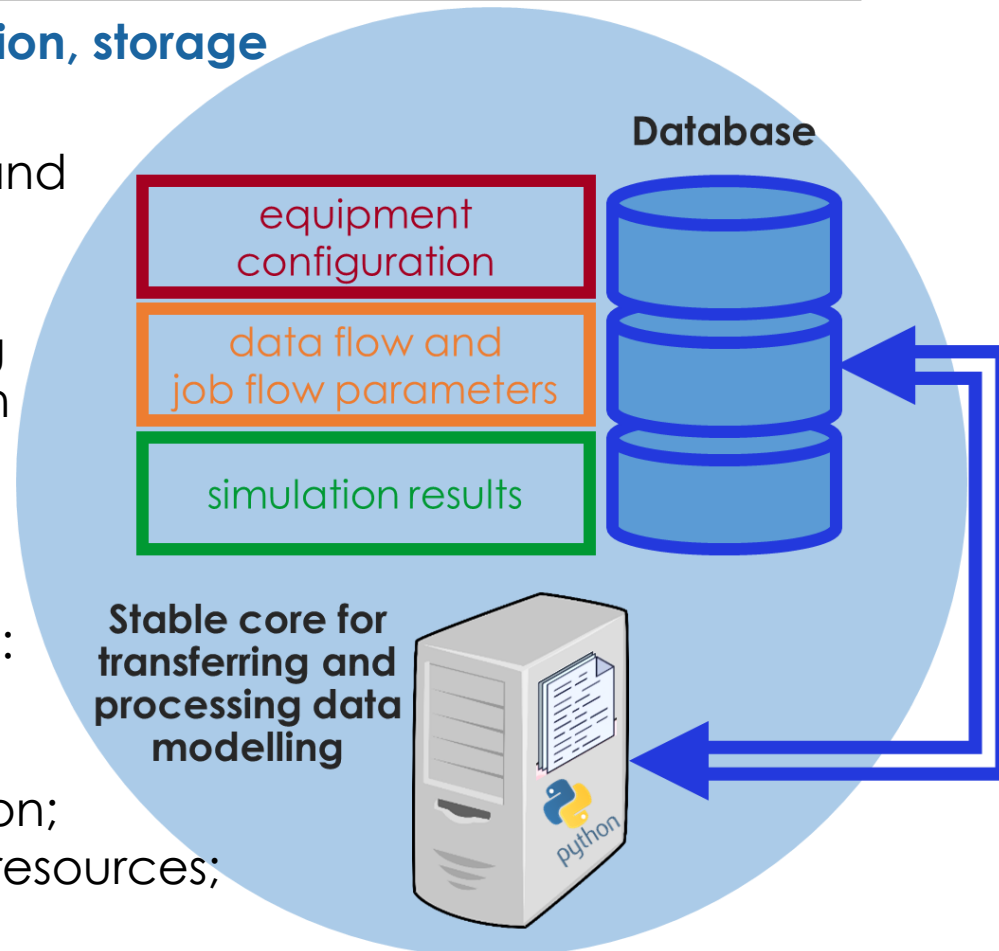 ion, storage
and
g
n
:
on;
resources;
Database
equipment
configuration
data flow and
job flow parameters
simulation results
Stable core for
transferring and
processing data
modelling
python